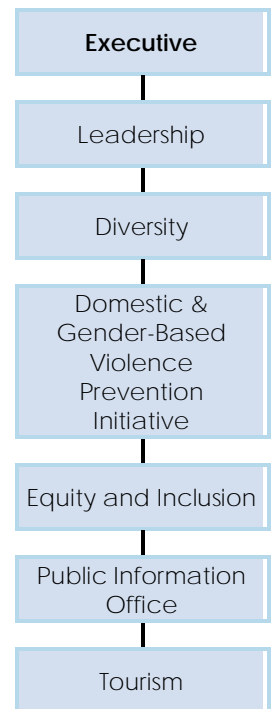 Executive
Leadership
Diversity
Domestic &
Gender-Based
Violence
Prevention
Initiative
Equity and Inclusion
Public Information
Office
Tourism